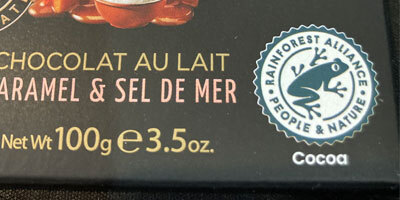 CHOCOLAT AU LAIT
ARAMEL & SEL DE MER
Net Wt 100g ℮ 3.5oz.
RAINFOREST ALLIANCE
PEOPLE & NATURE
Cocoa